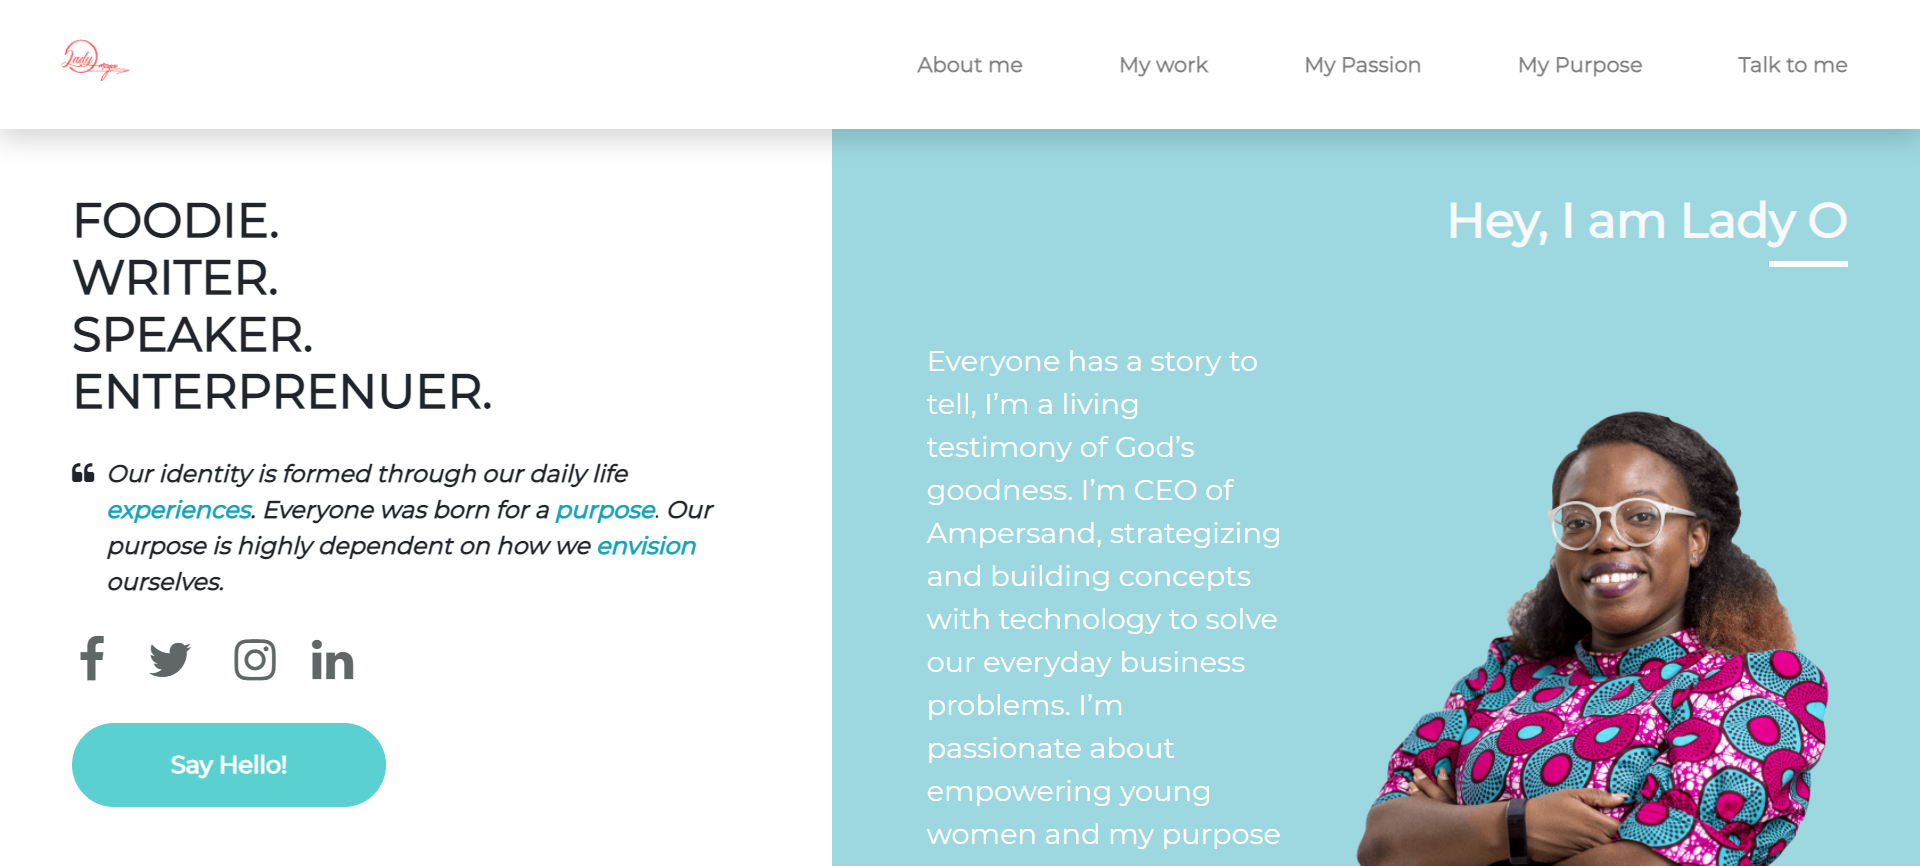 Lady
About me
My work
My Passion
My Purpose
Talk to me
FOODIE.
WRITER.
SPEAKER.
ENTERPRENUER.
“ Our identity is formed through our daily life
experiences. Everyone was born for a purpose. Our
purpose is highly dependent on how we envision
ourselves.
Say Hello!
Hey, I am Lady O
Everyone has a story to
tell, I’m a living
testimony of God’s
goodness. I’m CEO of
Ampersand, strategizing
and building concepts
with technology to solve
our everyday business
problems. I’m
passionate about
empowering young
women and my purpose